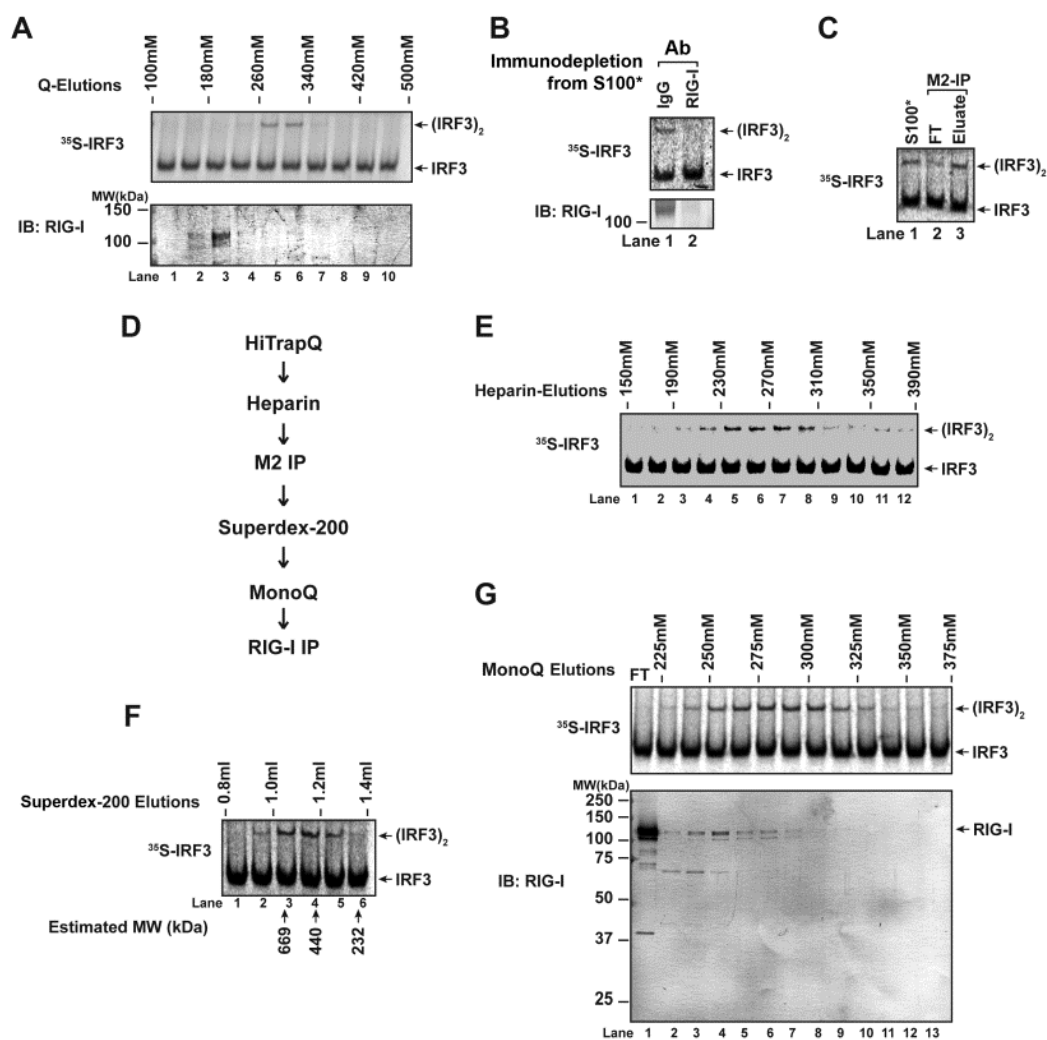 A
100mM
180mM
260mM
340mM
420mM
500mM
Q-Elutions
³⁵S-IRF3
(IRF3)₂
IRF3
MW(kDa)
150
100
IB: RIG-I
Lane 1 2 3 4 5 6 7 8 9 10
B
Ab
Immunodepletion
from S100*
IgG
RIG-I
³⁵S-IRF3
(IRF3)₂
IRF3
IB: RIG-I
100
Lane 1 2
C
M2-IP
S100*
FT
Eluate
³⁵S-IRF3
(IRF3)₂
IRF3
Lane 1 2 3
D
HiTrapQ
Heparin
M2 IP
Superdex-200
MonoQ
RIG-I IP
E
150mM
190mM
230mM
270mM
310mM
350mM
390mM
Heparin-Elutions
³⁵S-IRF3
(IRF3)₂
IRF3
Lane 1 2 3 4 5 6 7 8 9 10 11 12
F
0.8ml
1.0ml
1.2ml
1.4ml
Superdex-200 Elutions
³⁵S-IRF3
(IRF3)₂
IRF3
Lane 1 2 3 4 5 6
Estimated MW (kDa)
669
440
232
G
225mM
250mM
275mM
300mM
325mM
350mM
375mM
MonoQ Elutions
FT
³⁵S-IRF3
(IRF3)₂
IRF3
MW(kDa)
250
150
100
75
50
37
25
RIG-I
IB: RIG-I
Lane 1 2 3 4 5 6 7 8 9 10 11 12 13